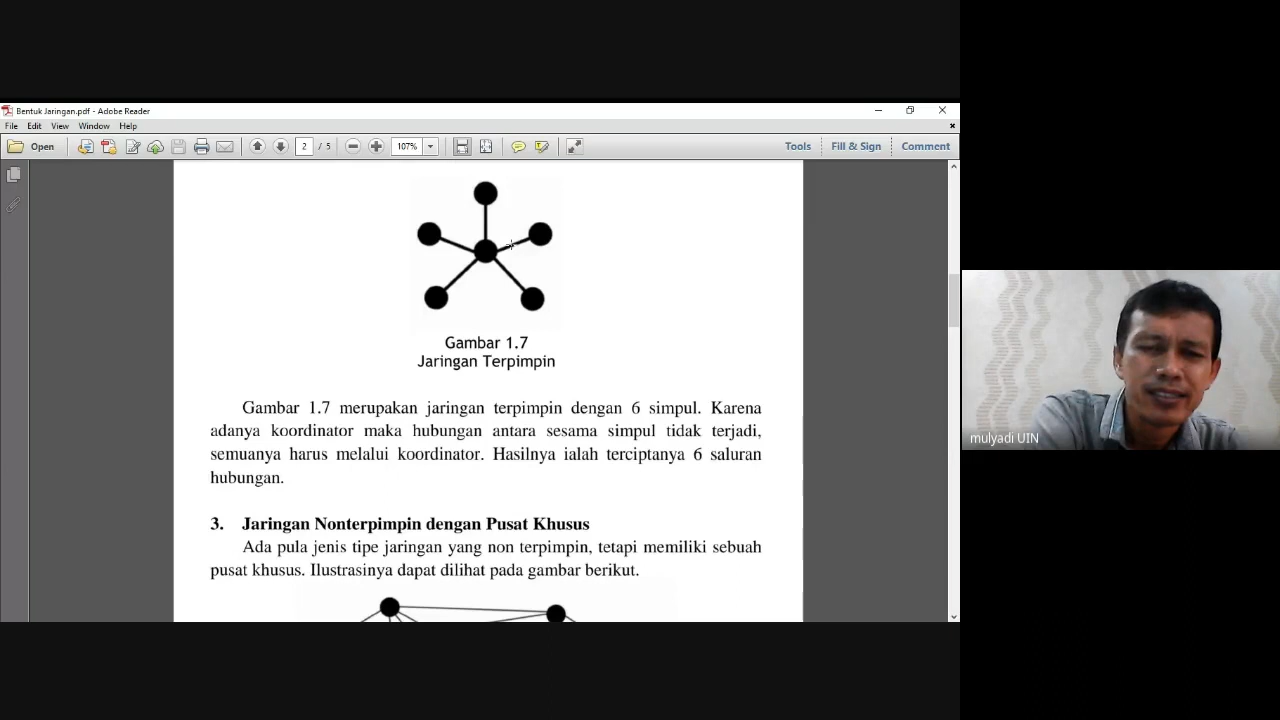 Bentuk Jaringan.pdf - Adobe Reader
File Edit View Window Help
Open 2 / 5 107% Tools Fill & Sign Comment
Gambar 1.7
Jaringan Terpimpin
Gambar 1.7 merupakan jaringan terpimpin dengan 6 simpul. Karena
adanya koordinator maka hubungan antara sesama simpul tidak terjadi,
semuanya harus melalui koordinator. Hasilnya ialah terciptanya 6 saluran
hubungan.
3. Jaringan Nonterpimpin dengan Pusat Khusus
Ada pula jenis tipe jaringan yang non terpimpin, tetapi memiliki sebuah
pusat khusus. Ilustrasinya dapat dilihat pada gambar berikut.
mulyadi UIN